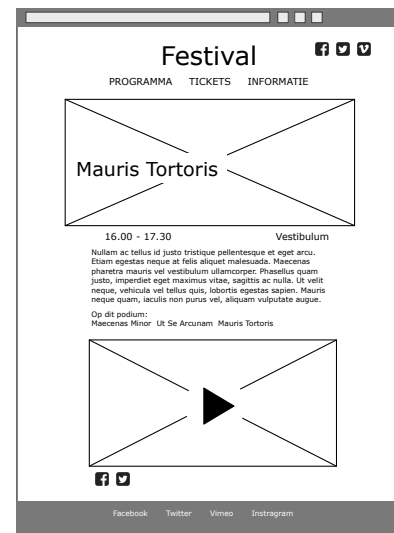 Festival
PROGRAMMA TICKETS INFORMATIE
Mauris Tortoris
16.00 - 17.30 Vestibulum
Nullam ac tellus id justo tristique pellentesque et eget arcu.
Etiam egestas neque at felis aliquet malesuada. Maecenas
pharetra mauris vel vestibulum ullamcorper. Phasellus quam
justo, imperdiet eget maximus vitae, sagittis ac nulla. Ut velit
neque, vehicula vel tellus quis, lobortis egestas sapien. Mauris
neque quam, iaculis non purus vel, aliquam vulputate augue.
Op dit podium:
Maecenas Minor Ut Se Arcunam Mauris Tortoris
Facebook Twitter Vimeo Instragram